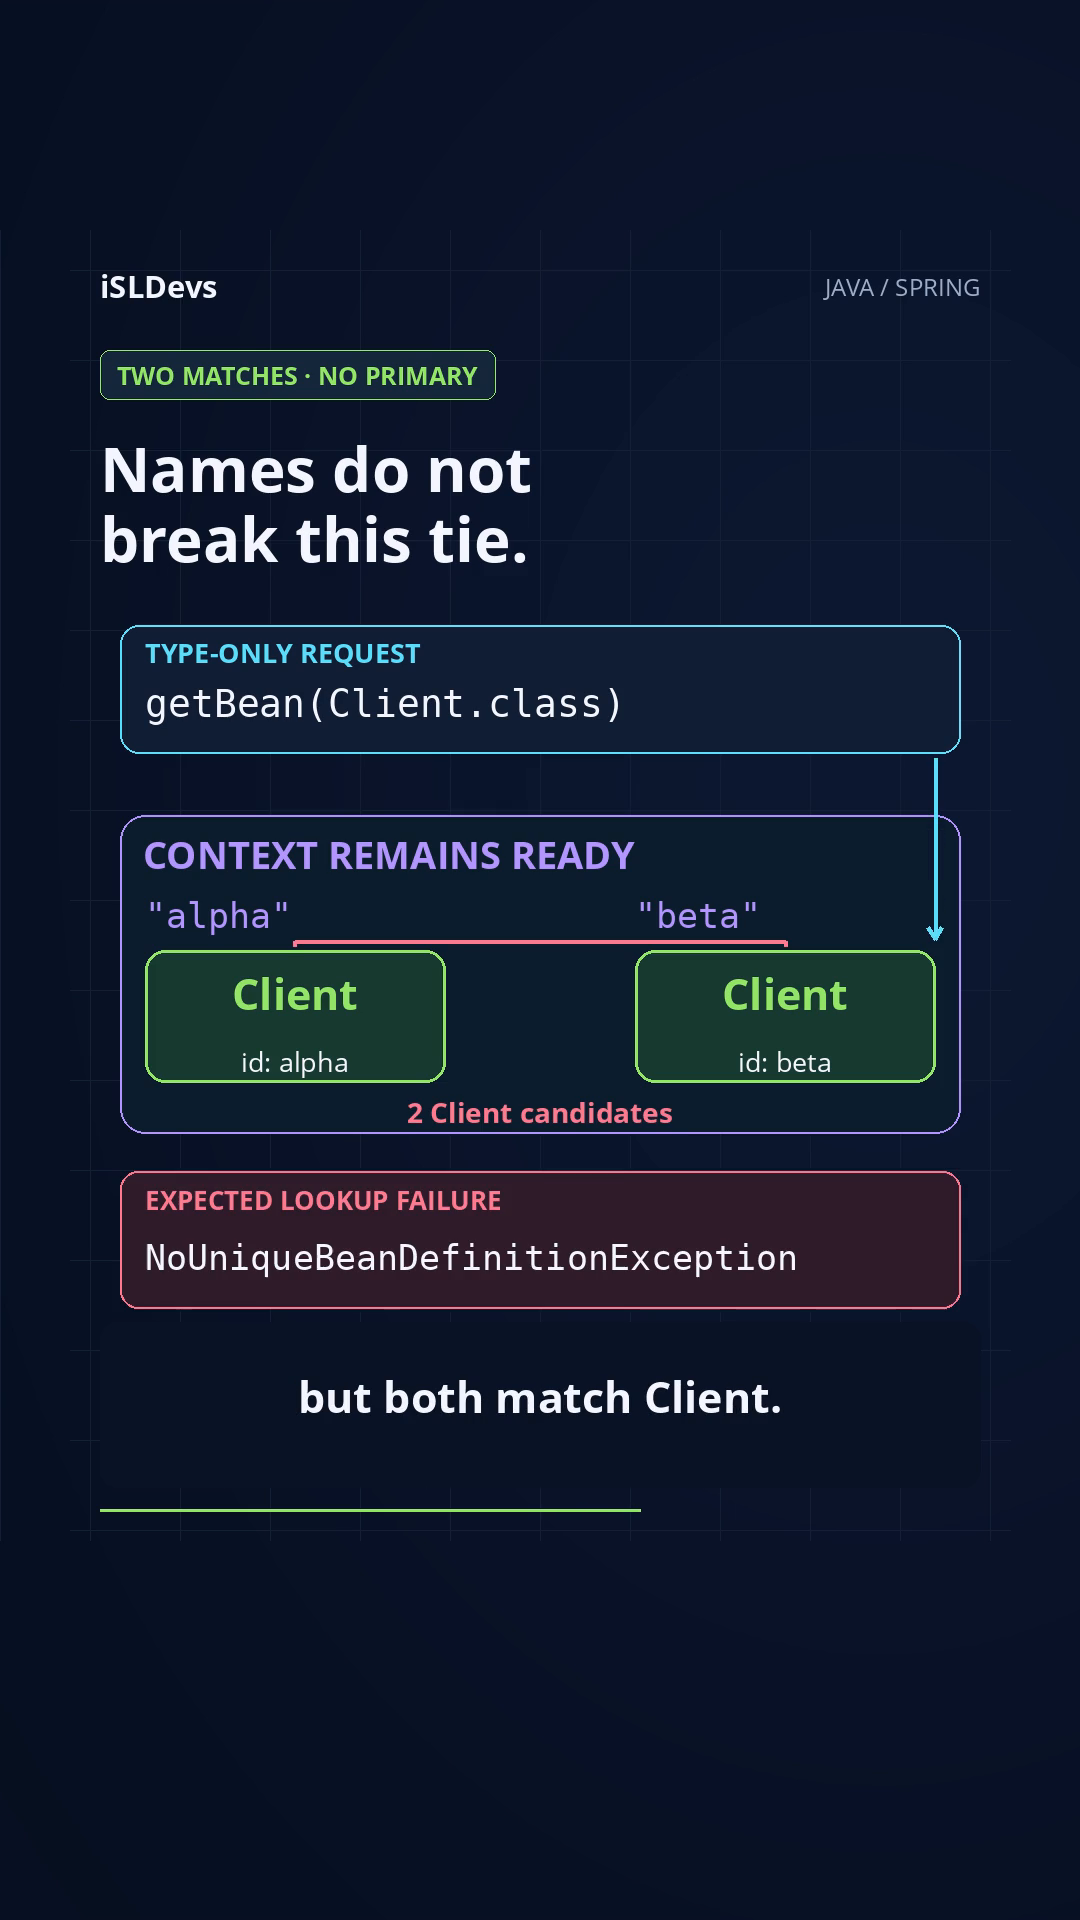 iSLDevs
JAVA / SPRING
TWO MATCHES · NO PRIMARY
Names do not
break this tie.
TYPE-ONLY REQUEST
getBean(Client.class)
CONTEXT REMAINS READY
"alpha"
"beta"
Client
id: alpha
Client
id: beta
2 Client candidates
EXPECTED LOOKUP FAILURE
NoUniqueBeanDefinitionException
but both match Client.